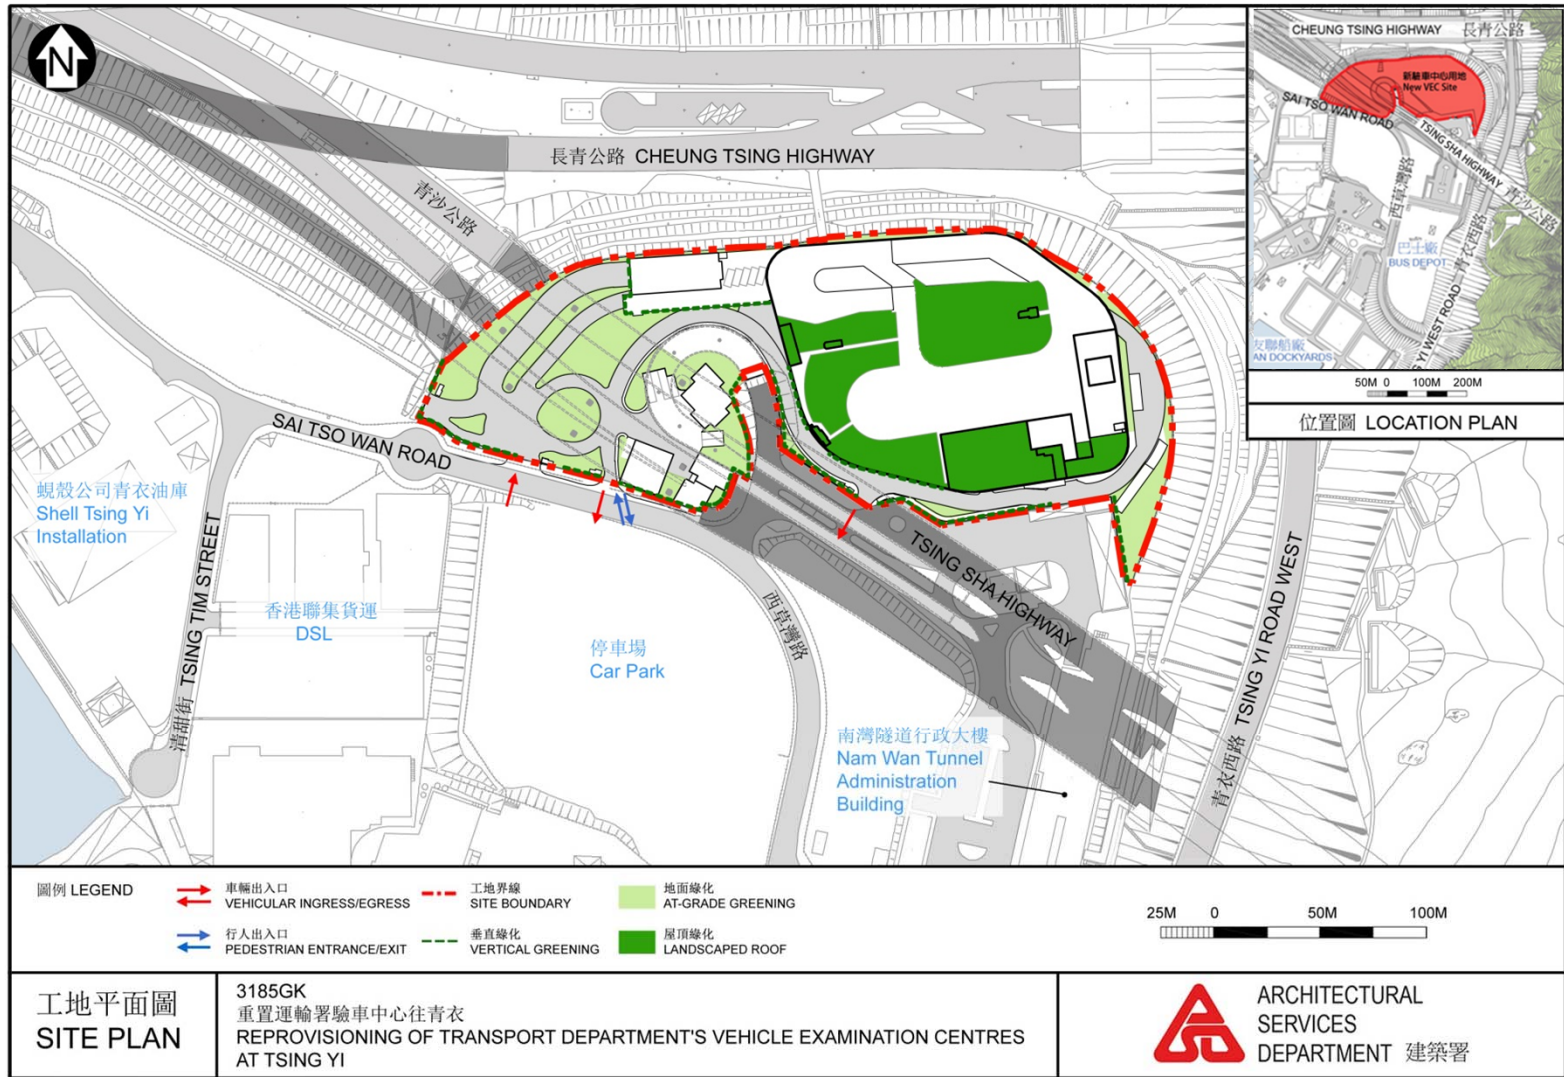 N
長青公路 CHEUNG TSING HIGHWAY
青沙公路
SAI TSO WAN ROAD
蜆殼公司青衣油庫
Shell Tsing Yi
Installation
清甜街 TSING TIM STREET
香港聯集貨運
DSL
停車場
Car Park
西草灣路
TSING SHA HIGHWAY
南灣隧道行政大樓
Nam Wan Tunnel
Administration
Building
青衣西路 TSING YI ROAD WEST
CHEUNG TSING HIGHWAY 長青公路
新驗車中心用地
New VEC Site
SAI TSO WAN ROAD
TSING SHA HIGHWAY 青沙公路
西草灣路
巴士廠
BUS DEPOT
YI WEST ROAD 青衣西路
友聯船廠
AN DOCKYARDS
50M 0 100M 200M
位置圖 LOCATION PLAN
圖例 LEGEND
車輛出入口
VEHICULAR INGRESS/EGRESS
工地界線
SITE BOUNDARY
地面綠化
AT-GRADE GREENING
行人出入口
PEDESTRIAN ENTRANCE/EXIT
垂直綠化
VERTICAL GREENING
屋頂綠化
LANDSCAPED ROOF
25M 0 50M 100M
工地平面圖
SITE PLAN
3185GK
重置運輸署驗車中心往青衣
REPROVISIONING OF TRANSPORT DEPARTMENT'S VEHICLE EXAMINATION CENTRES
AT TSING YI
ARCHITECTURAL
SERVICES
DEPARTMENT 建築署